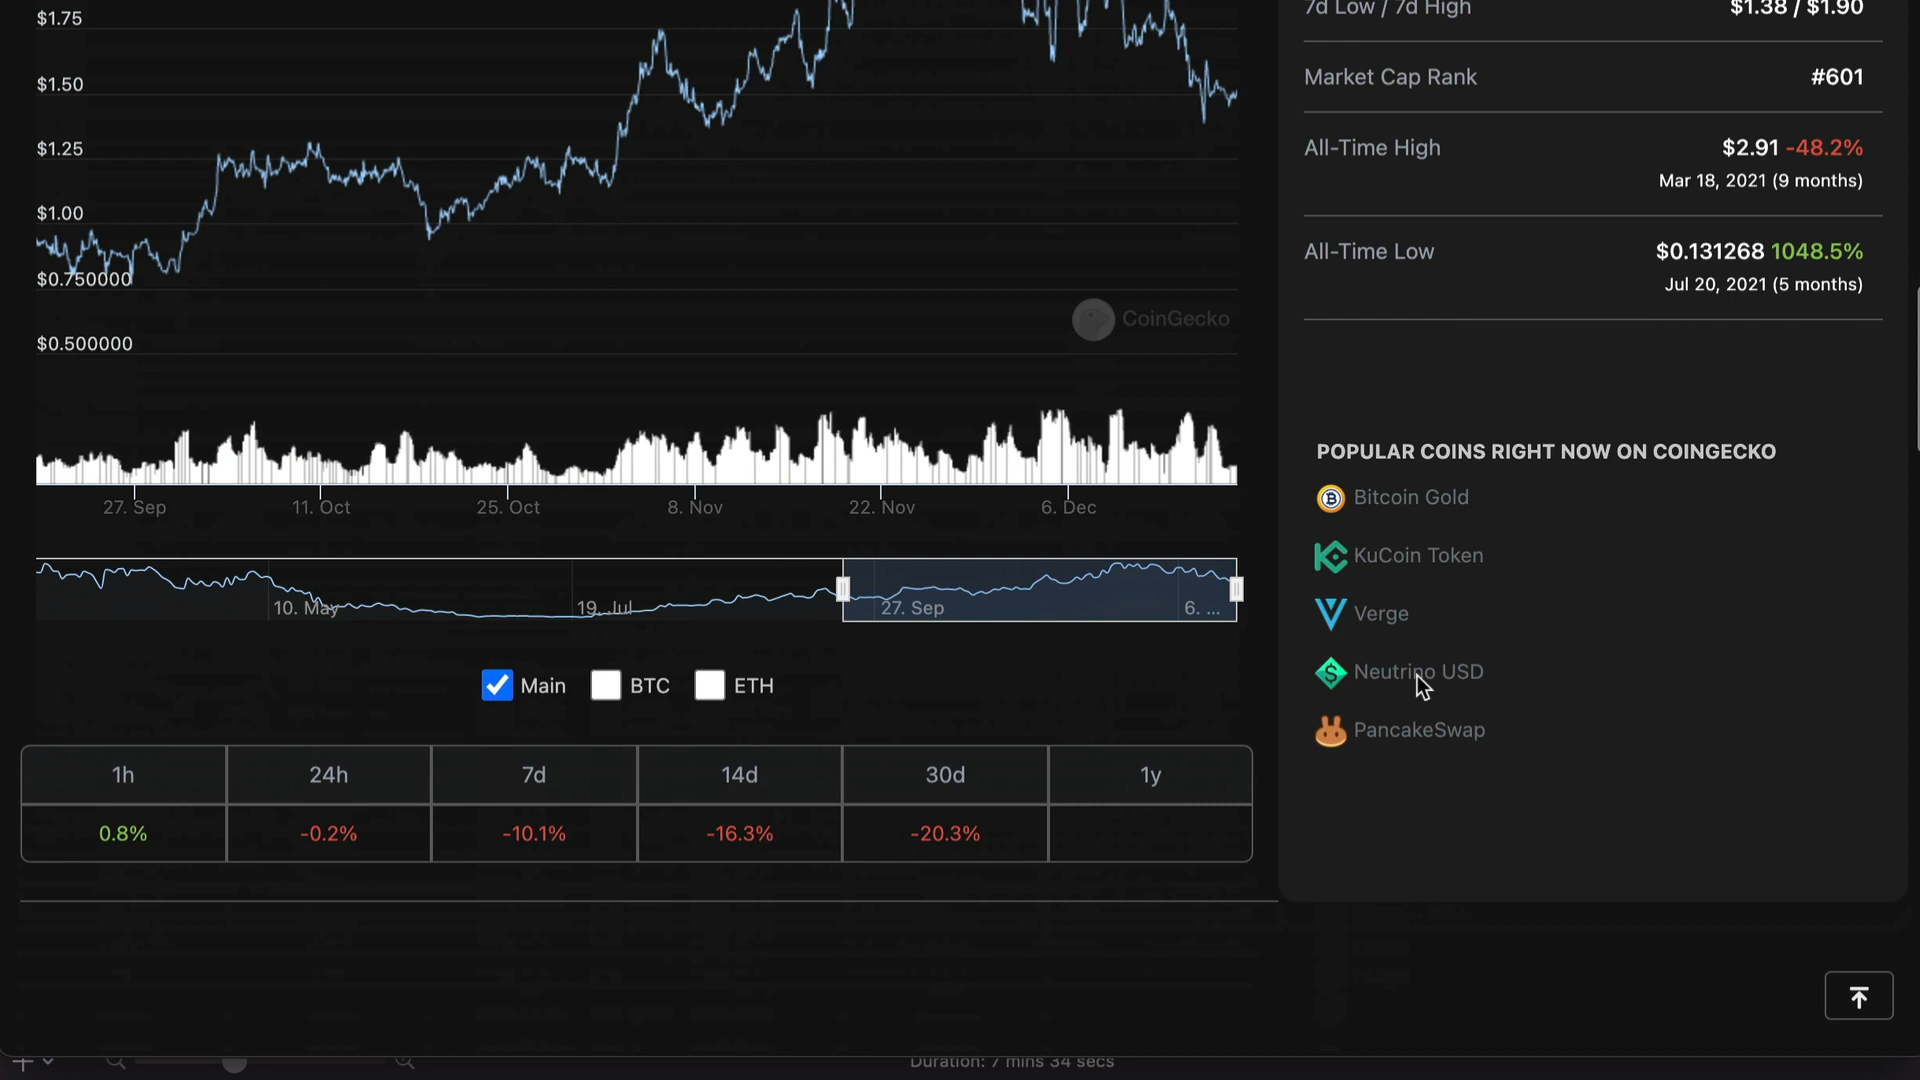 $1.75
$1.50
$1.25
$1.00
$0.750000
$0.500000
CoinGecko
27. Sep
11. Oct
25. Oct
8. Nov
22. Nov
6. Dec
10. May
19. Jul
27. Sep
6. ...
Main
BTC
ETH
1h 24h 7d 14d 30d 1y
0.8% -0.2% -10.1% -16.3% -20.3%
7d Low / 7d High $1.38 / $1.90
Market Cap Rank #601
All-Time High $2.91 -48.2%
Mar 18, 2021 (9 months)
All-Time Low $0.131268 1048.5%
Jul 20, 2021 (5 months)
POPULAR COINS RIGHT NOW ON COINGECKO
Bitcoin Gold
KuCoin Token
Verge
Neutrino USD
PancakeSwap
Duration: 7 mins 34 secs